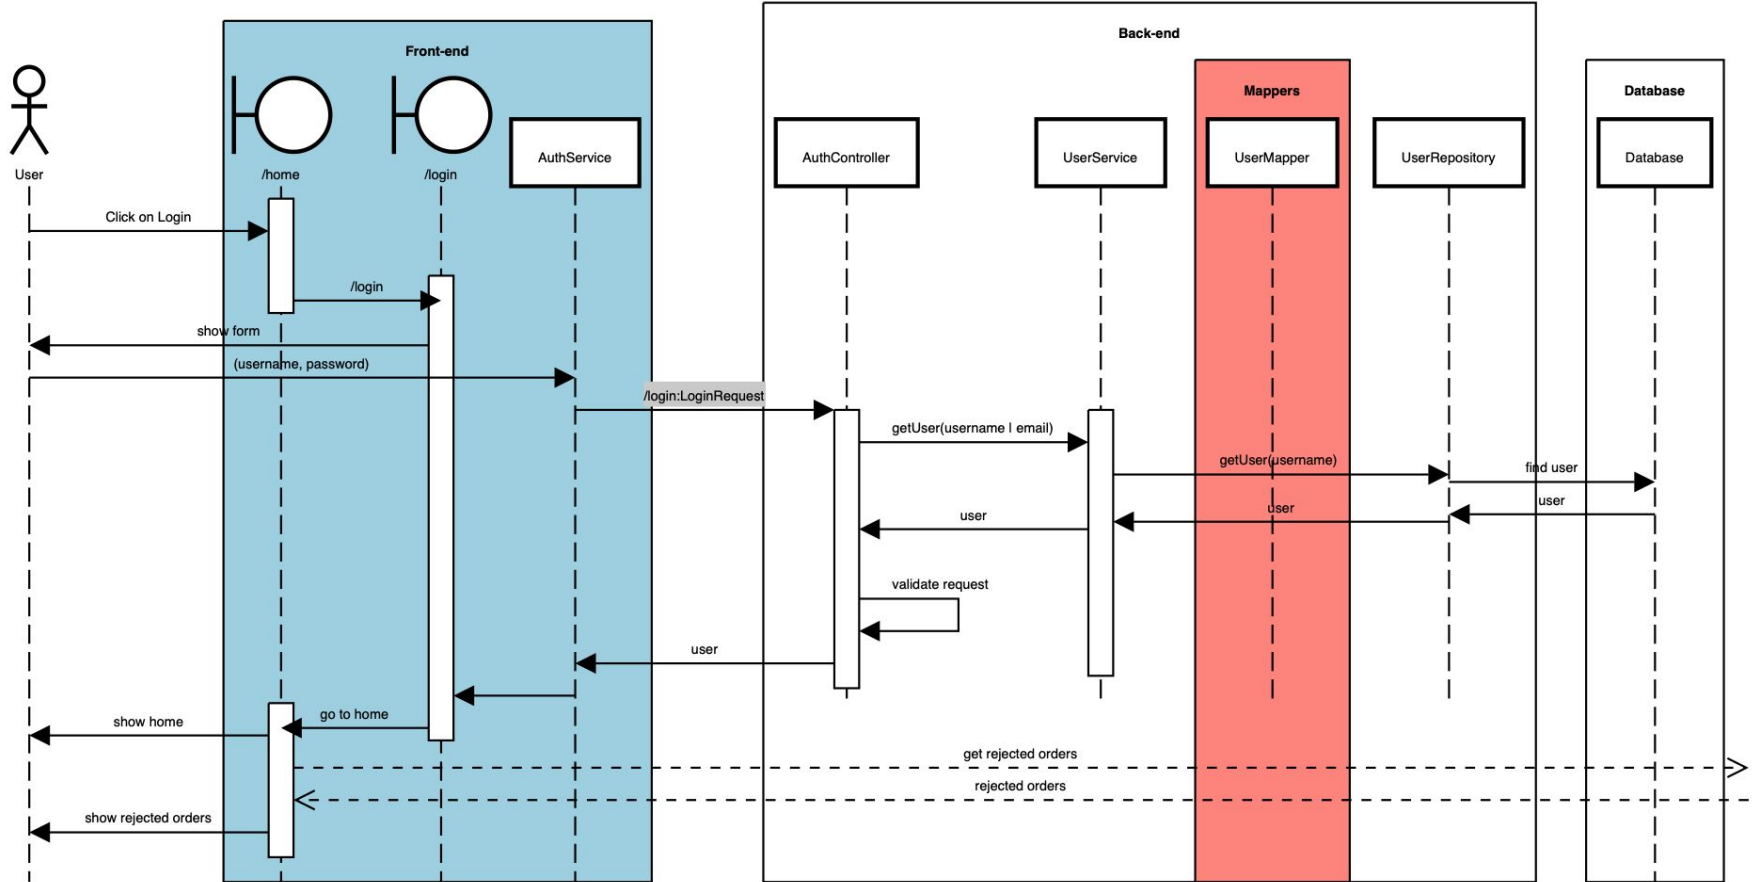 Back-end
Front-end
Mappers
Database
User
/home
/login
AuthService
AuthController
UserService
UserMapper
UserRepository
Database
Click on Login
/login
show form
(username, password)
/login:LoginRequest
getUser(username | email)
getUser(username)
find user
user
user
user
validate request
user
go to home
show home
get rejected orders
rejected orders
show rejected orders